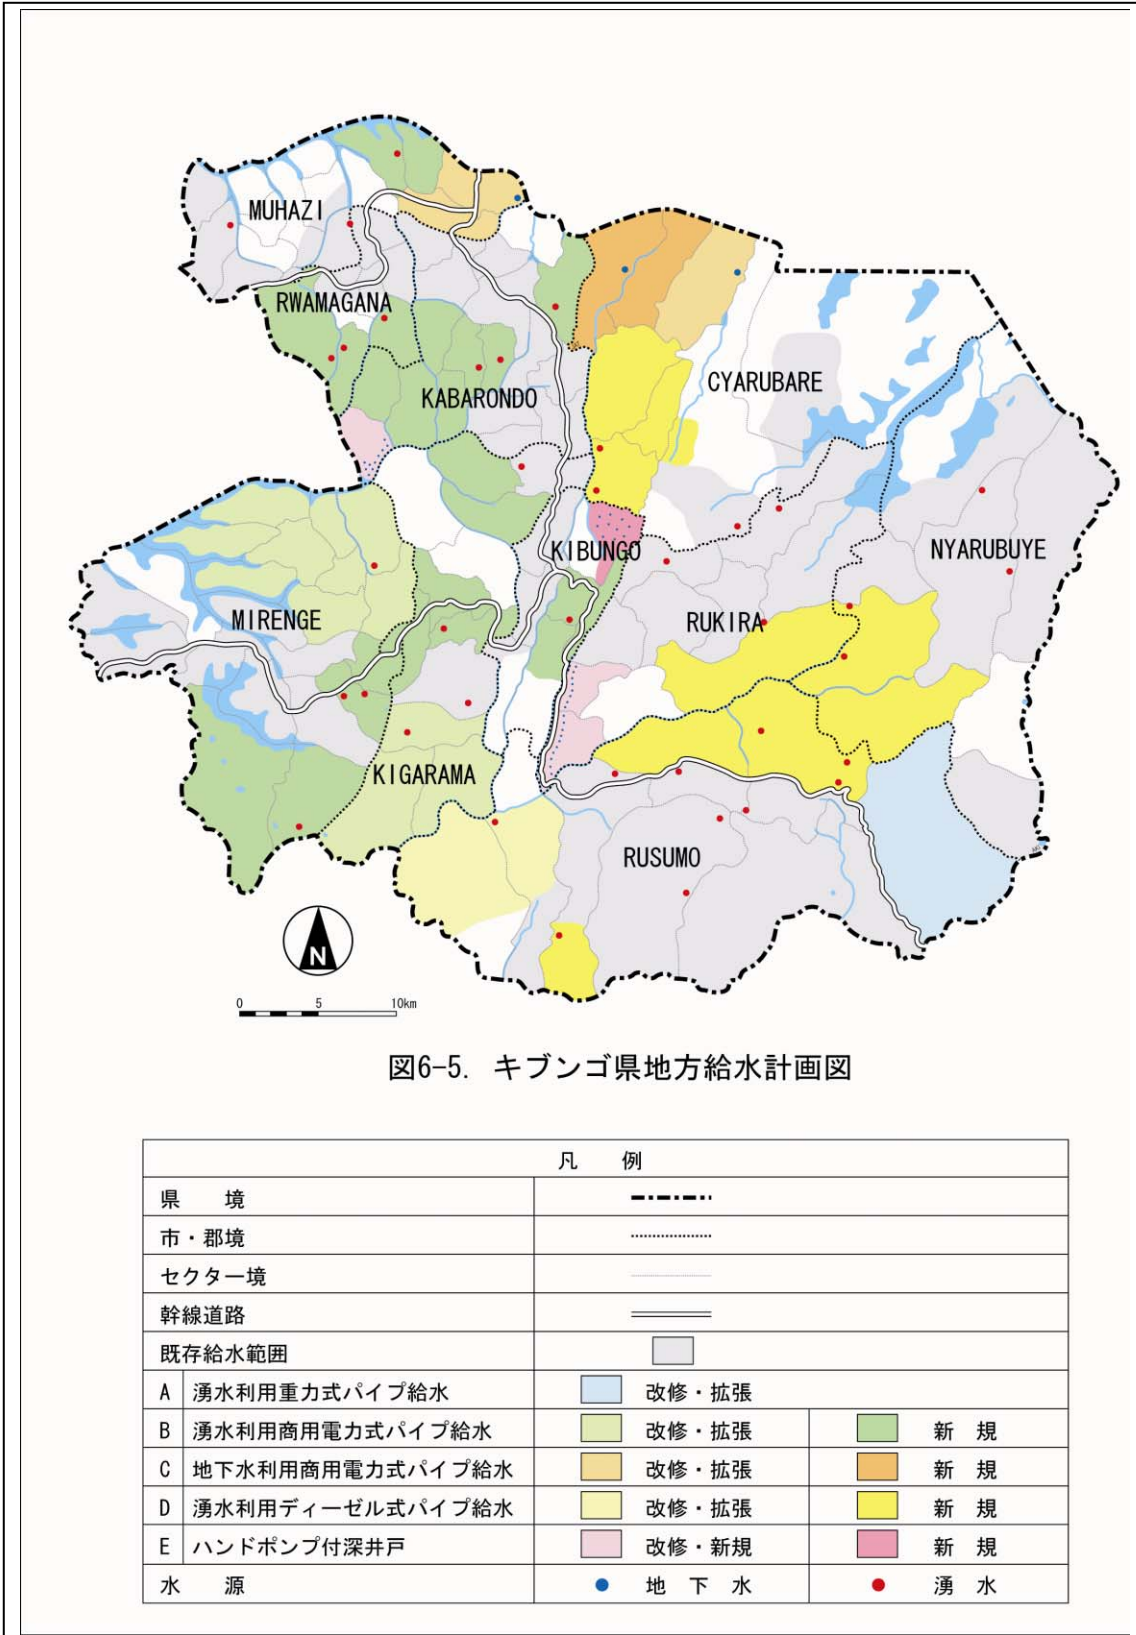 MUHAZI
RWAMAGANA
KABARONDO
CYARUBARE
KIBUNGO
NYARUBUYE
MIRENGE
RUKIRA
KIGARAMA
RUSUMO
N
0 5 10km
図6-5. キブンゴ県地方給水計画図
凡 例
県 境
市・郡境
セクター境
幹線道路
既存給水範囲
A 湧水利用重力式パイプ給水 改修・拡張
B 湧水利用商用電力式パイプ給水 改修・拡張 新 規
C 地下水利用商用電力式パイプ給水 改修・拡張 新 規
D 湧水利用ディーゼル式パイプ給水 改修・拡張 新 規
E ハンドポンプ付深井戸 改修・新規 新 規
水 源 地 下 水 湧 水